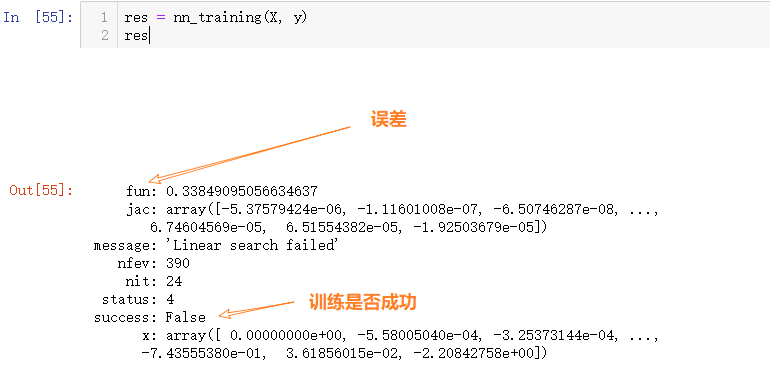 In [55]:
1 res = nn_training(X, y)
2 res
误差
Out[55]:
fun: 0.33849095056634637
jac: array([-5.37579424e-06, -1.11601008e-07, -6.50746287e-08, ...,
6.74604569e-05, 6.51554382e-05, -1.92503679e-05])
message: 'Linear search failed'
nfev: 390
nit: 24
status: 4
训练是否成功
success: False
x: array([ 0.00000000e+00, -5.58005040e-04, -3.25373144e-04, ...,
-7.43555380e-01, 3.61856015e-02, -2.20842758e+00])